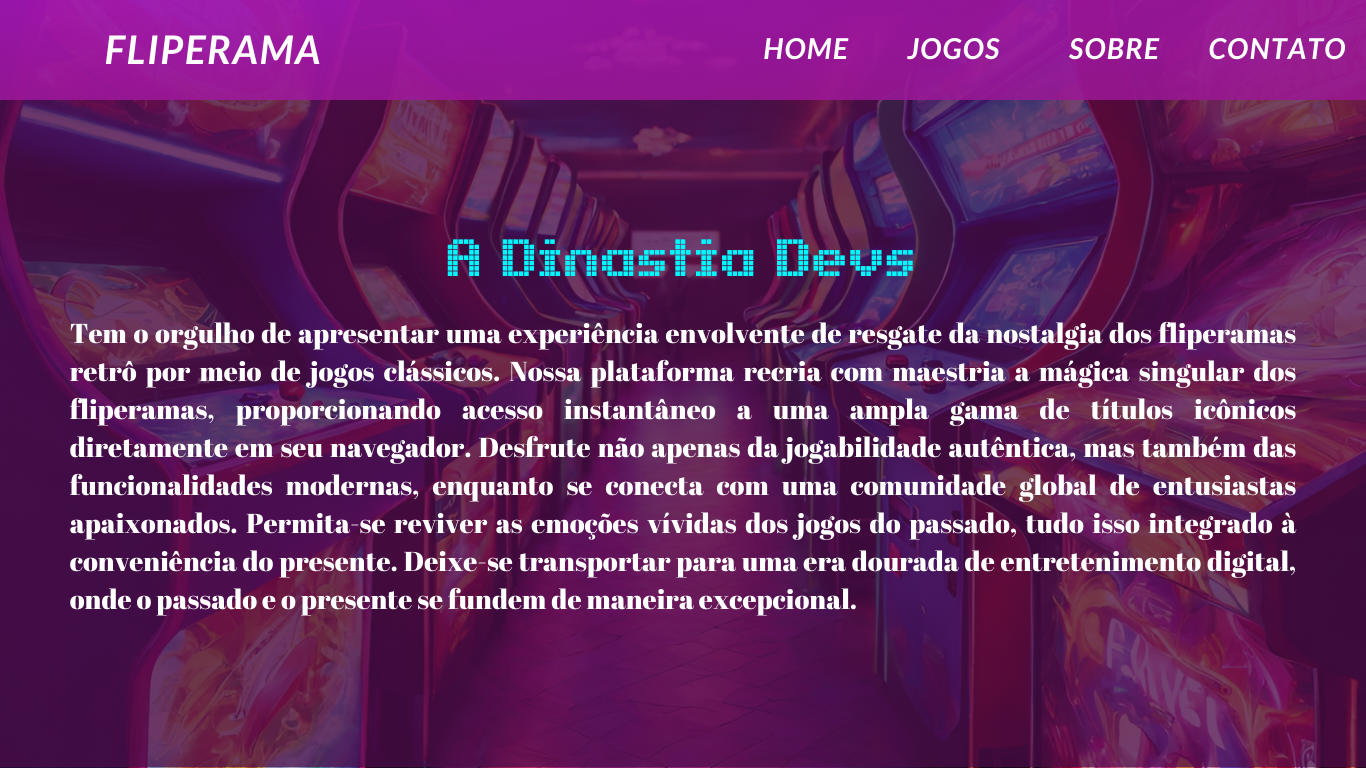 FLIPERAMA HOME JOGOS SOBRE CONTATO
A Dinastia Devs
Tem o orgulho de apresentar uma experiência envolvente de resgate da nostalgia dos fliperamas
retrô por meio de jogos clássicos. Nossa plataforma recria com maestria a mágica singular dos
fliperamas, proporcionando acesso instantâneo a uma ampla gama de títulos icônicos
diretamente em seu navegador. Desfrute não apenas da jogabilidade autêntica, mas também das
funcionalidades modernas, enquanto se conecta com uma comunidade global de entusiastas
apaixonados. Permita-se reviver as emoções vívidas dos jogos do passado, tudo isso integrado à
conveniência do presente. Deixe-se transportar para uma era dourada de entretenimento digital,
onde o passado e o presente se fundem de maneira excepcional.